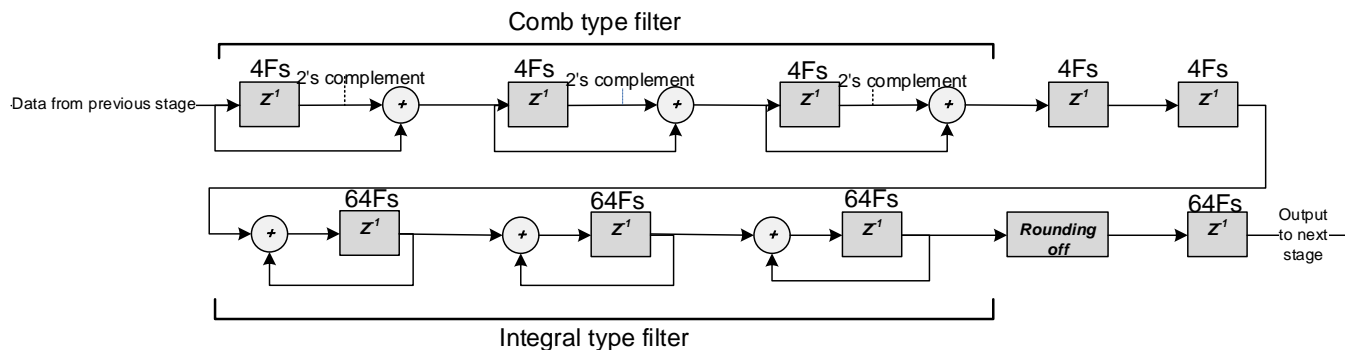 Comb type filter
4Fs
4Fs
4Fs
4Fs
4Fs
2's complement
2's complement
2's complement
Data from previous stage
Z-1
+
Z-1
+
Z-1
+
Z-1
Z-1
64Fs
64Fs
64Fs
64Fs
+
Z-1
+
Z-1
+
Z-1
Rounding
off
Z-1
Output
to next
stage
Integral type filter